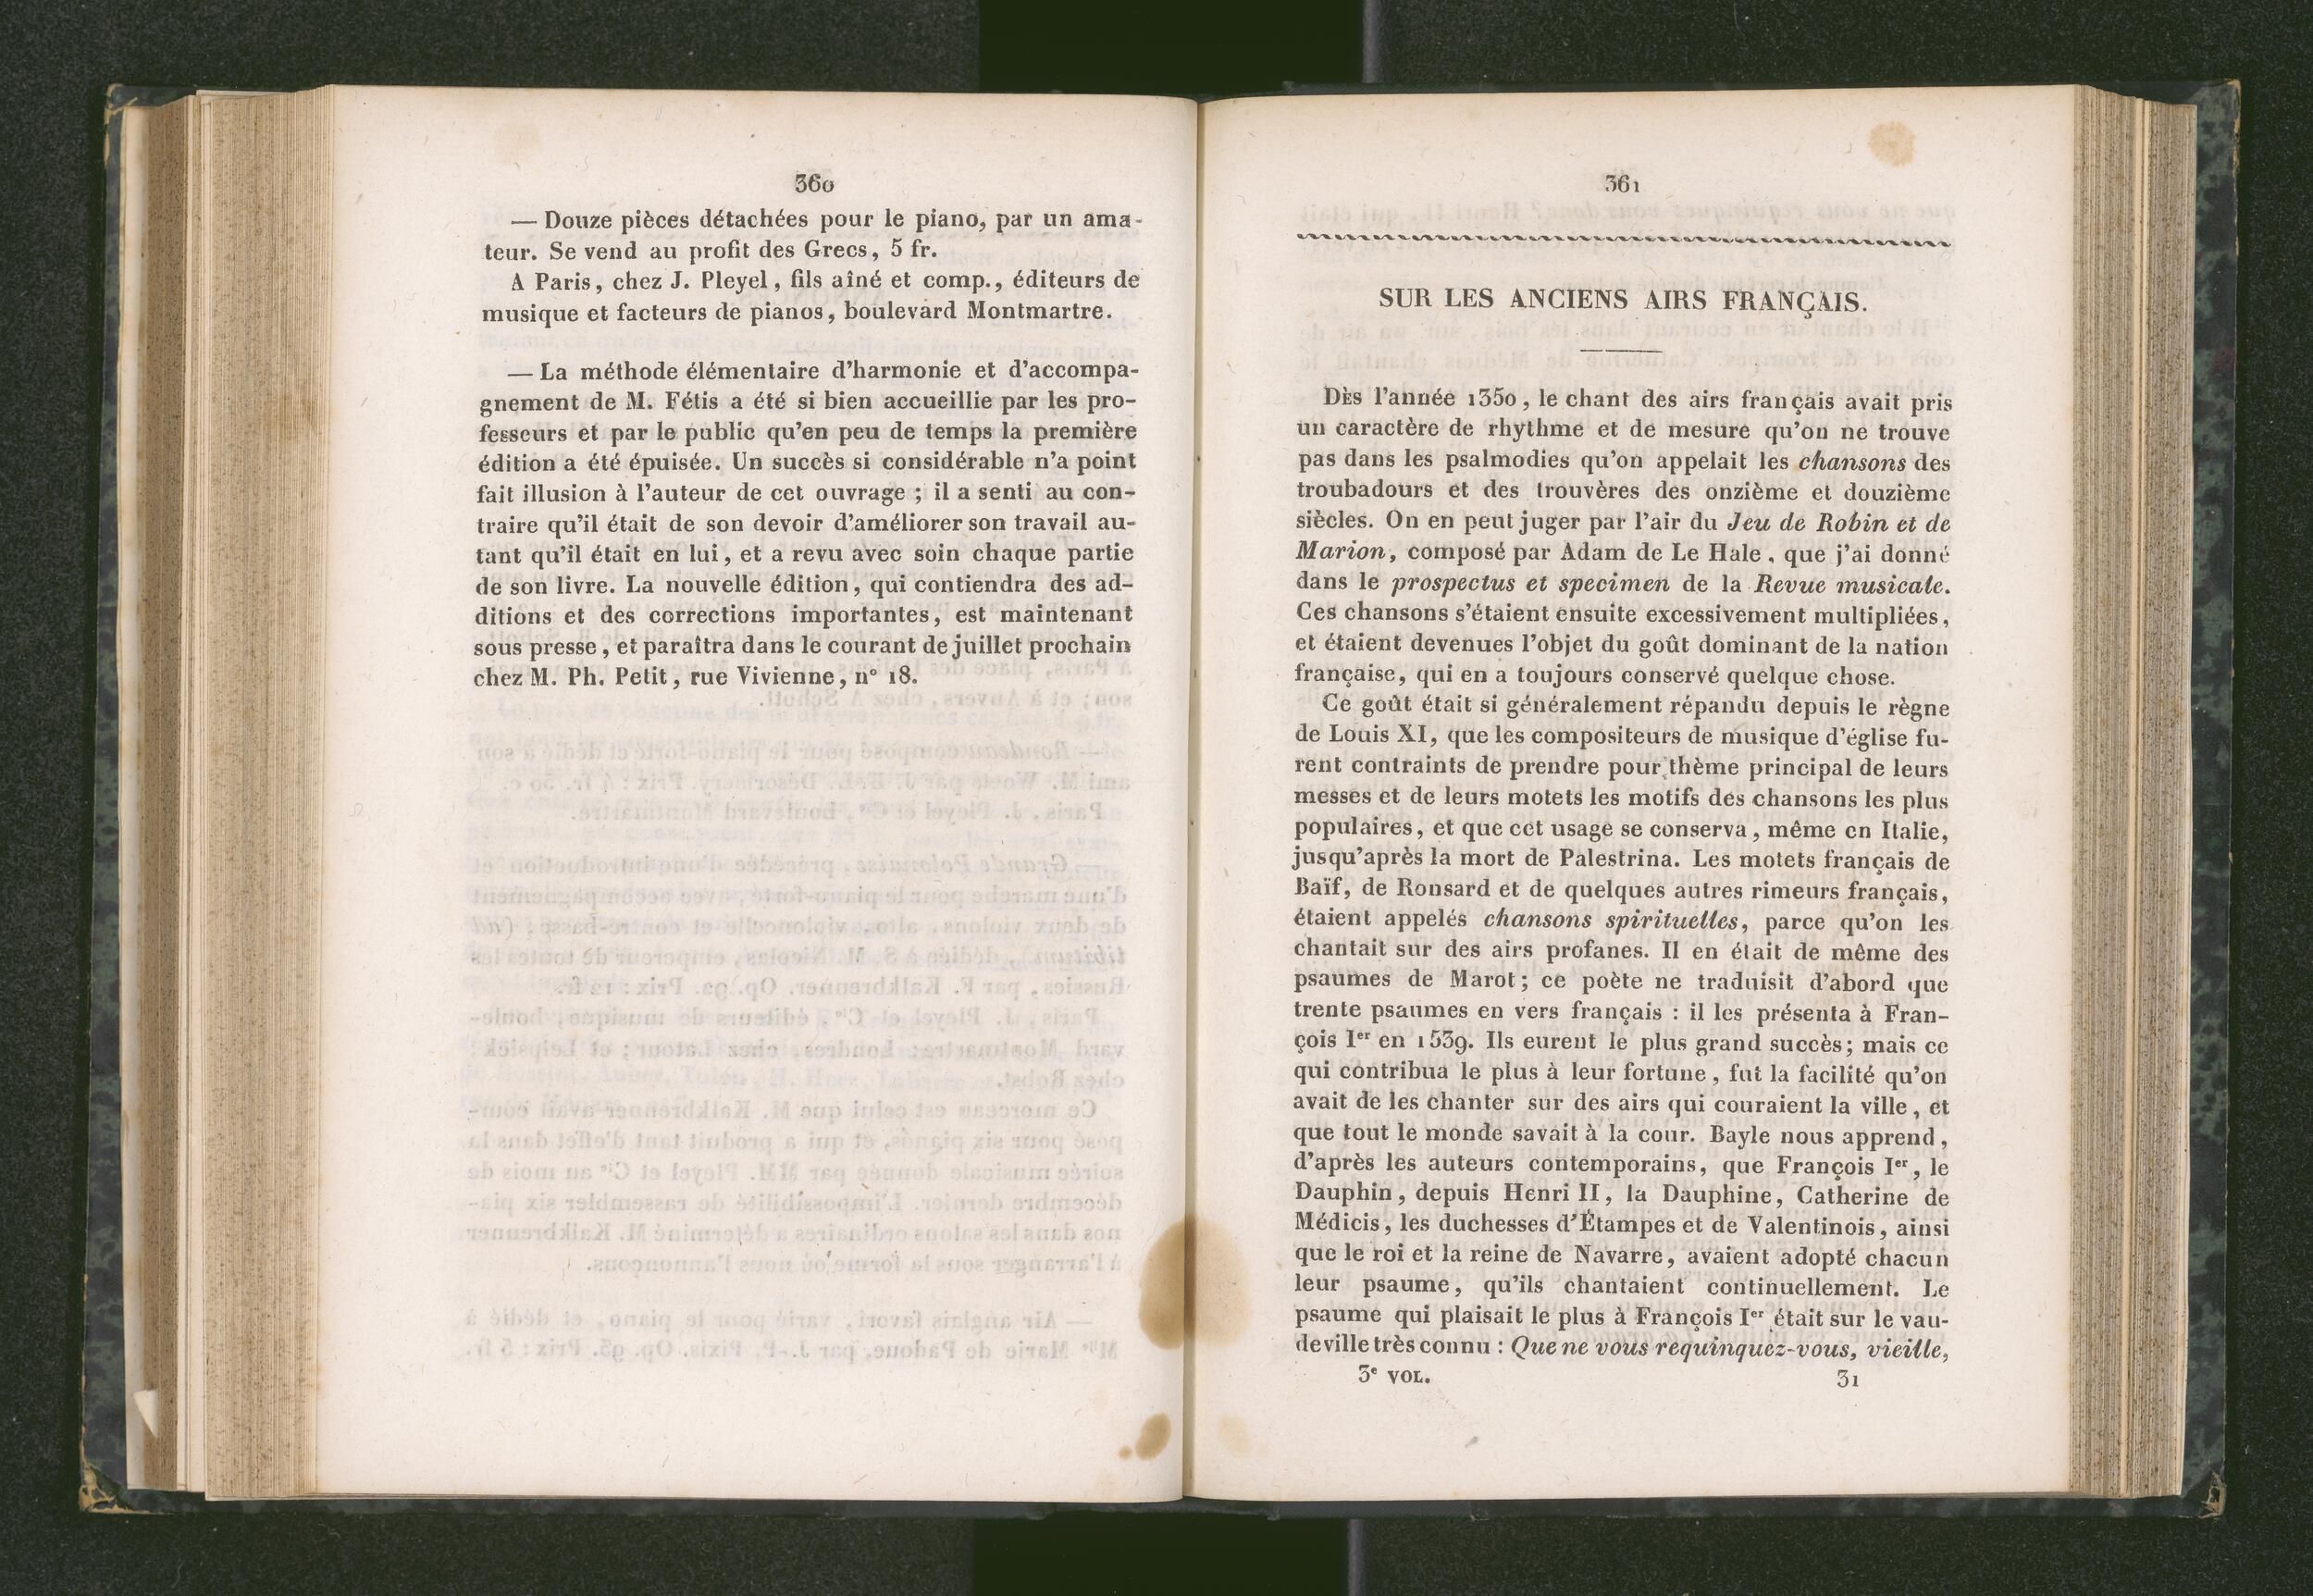 360
— Douze pièces détachées pour le piano, par un ama-
teur. Se vend au profit des Grecs, 5 fr.
A Paris, chez J. Pleyel, fils aîné et comp., éditeurs de
musique et facteurs de pianos, boulevard Montmartre.
— La méthode élémentaire d'harmonie et d'accompa-
gnement de M. Fétis a été si bien accueillie par les pro-
fesseurs et par le public qu'en peu de temps la première
édition a été épuisée. Un succès si considérable n'a point
fait illusion à l'auteur de cet ouvrage ; il a senti au con-
traire qu'il était de son devoir d'améliorer son travail au-
tant qu'il était en lui, et a revu avec soin chaque partie
de son livre. La nouvelle édition, qui contiendra des ad-
ditions et des corrections importantes, est maintenant
sous presse, et paraîtra dans le courant de juillet prochain
chez M. Ph. Petit, rue Vivienne, n° 18.
361
SUR LES ANCIENS AIRS FRANÇAIS.
DÈS l'année 1350, le chant des airs français avait pris
un caractère de rhythme et de mesure qu'on ne trouve
pas dans les psalmodies qu'on appelait les chansons des
troubadours et des trouvères des onzième et douzième
siècles. On en peut juger par l'air du Jeu de Robin et de
Marion, composé par Adam de Le Hale, que j'ai donné
dans le prospectus et specimen de la Revue musicale.
Ces chansons s'étaient ensuite excessivement multipliées,
et étaient devenues l'objet du goût dominant de la nation
française, qui en a toujours conservé quelque chose.
Ce goût était si généralement répandu depuis le règne
de Louis XI, que les compositeurs de musique d'église fu-
rent contraints de prendre pour thème principal de leurs
messes et de leurs motets les motifs des chansons les plus
populaires, et que cet usage se conserva, même en Italie,
jusqu'après la mort de Palestrina. Les motets français de
Baïf, de Ronsard et de quelques autres rimeurs français,
étaient appelés chansons spirituelles, parce qu'on les
chantait sur des airs profanes. Il en était de même des
psaumes de Marot ; ce poète ne traduisit d'abord que
trente psaumes en vers français : il les présenta à Fran-
çois Ier en 1539. Ils eurent le plus grand succès; mais ce
qui contribua le plus à leur fortune, fut la facilité qu'on
avait de les chanter sur des airs qui couraient la ville, et
que tout le monde savait à la cour. Bayle nous apprend,
d'après les auteurs contemporains, que François Ier, le
Dauphin, depuis Henri II, la Dauphine, Catherine de
Médicis, les duchesses d'Étampes et de Valentinois, ainsi
que le roi et la reine de Navarre, avaient adopté chacun
leur psaume, qu'ils chantaient continuellement. Le
psaume qui plaisait le plus à François Ier était sur le vau-
deville très connu : Que ne vous requinquez-vous, vieille,
3e VOL. 31